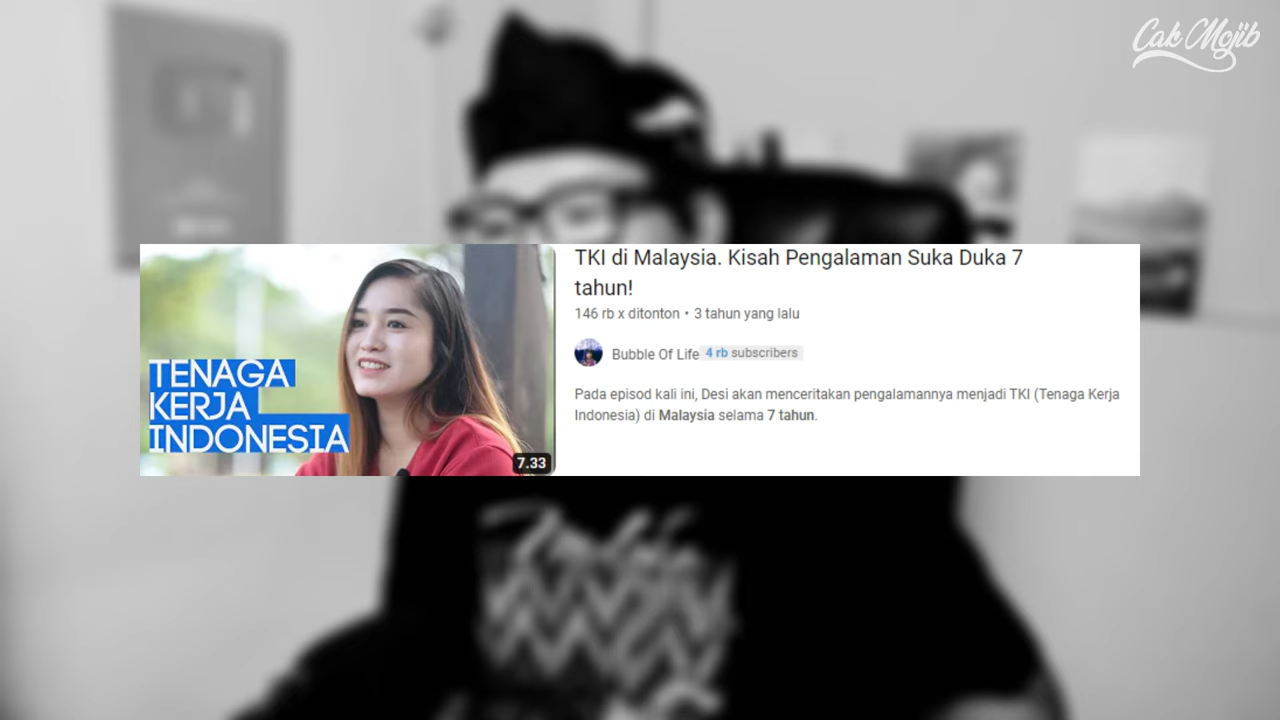 Cak Mojib
TKI di Malaysia. Kisah Pengalaman Suka Duka 7
tahun!
146 rb x ditonton • 3 tahun yang lalu
Bubble Of Life 4 rb subscribers
Pada episod kali ini, Desi akan menceritakan pengalamannya menjadi TKI (Tenaga Kerja
Indonesia) di Malaysia selama 7 tahun.
TENAGA
KERJA
INDONESIA
7.33